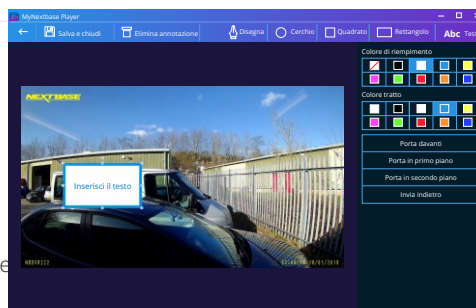 MyNextbase Player
Salva e chiudi
Elimina annotazione
Disegna
Cerchio
Quadrato
Rettangolo
Abc
Colore di riempimento
NEXTBASE
Colore tratto
Porta davanti
Porta in primo piano
Porta in secondo piano
Invia indietro
Inserisci il testo
e